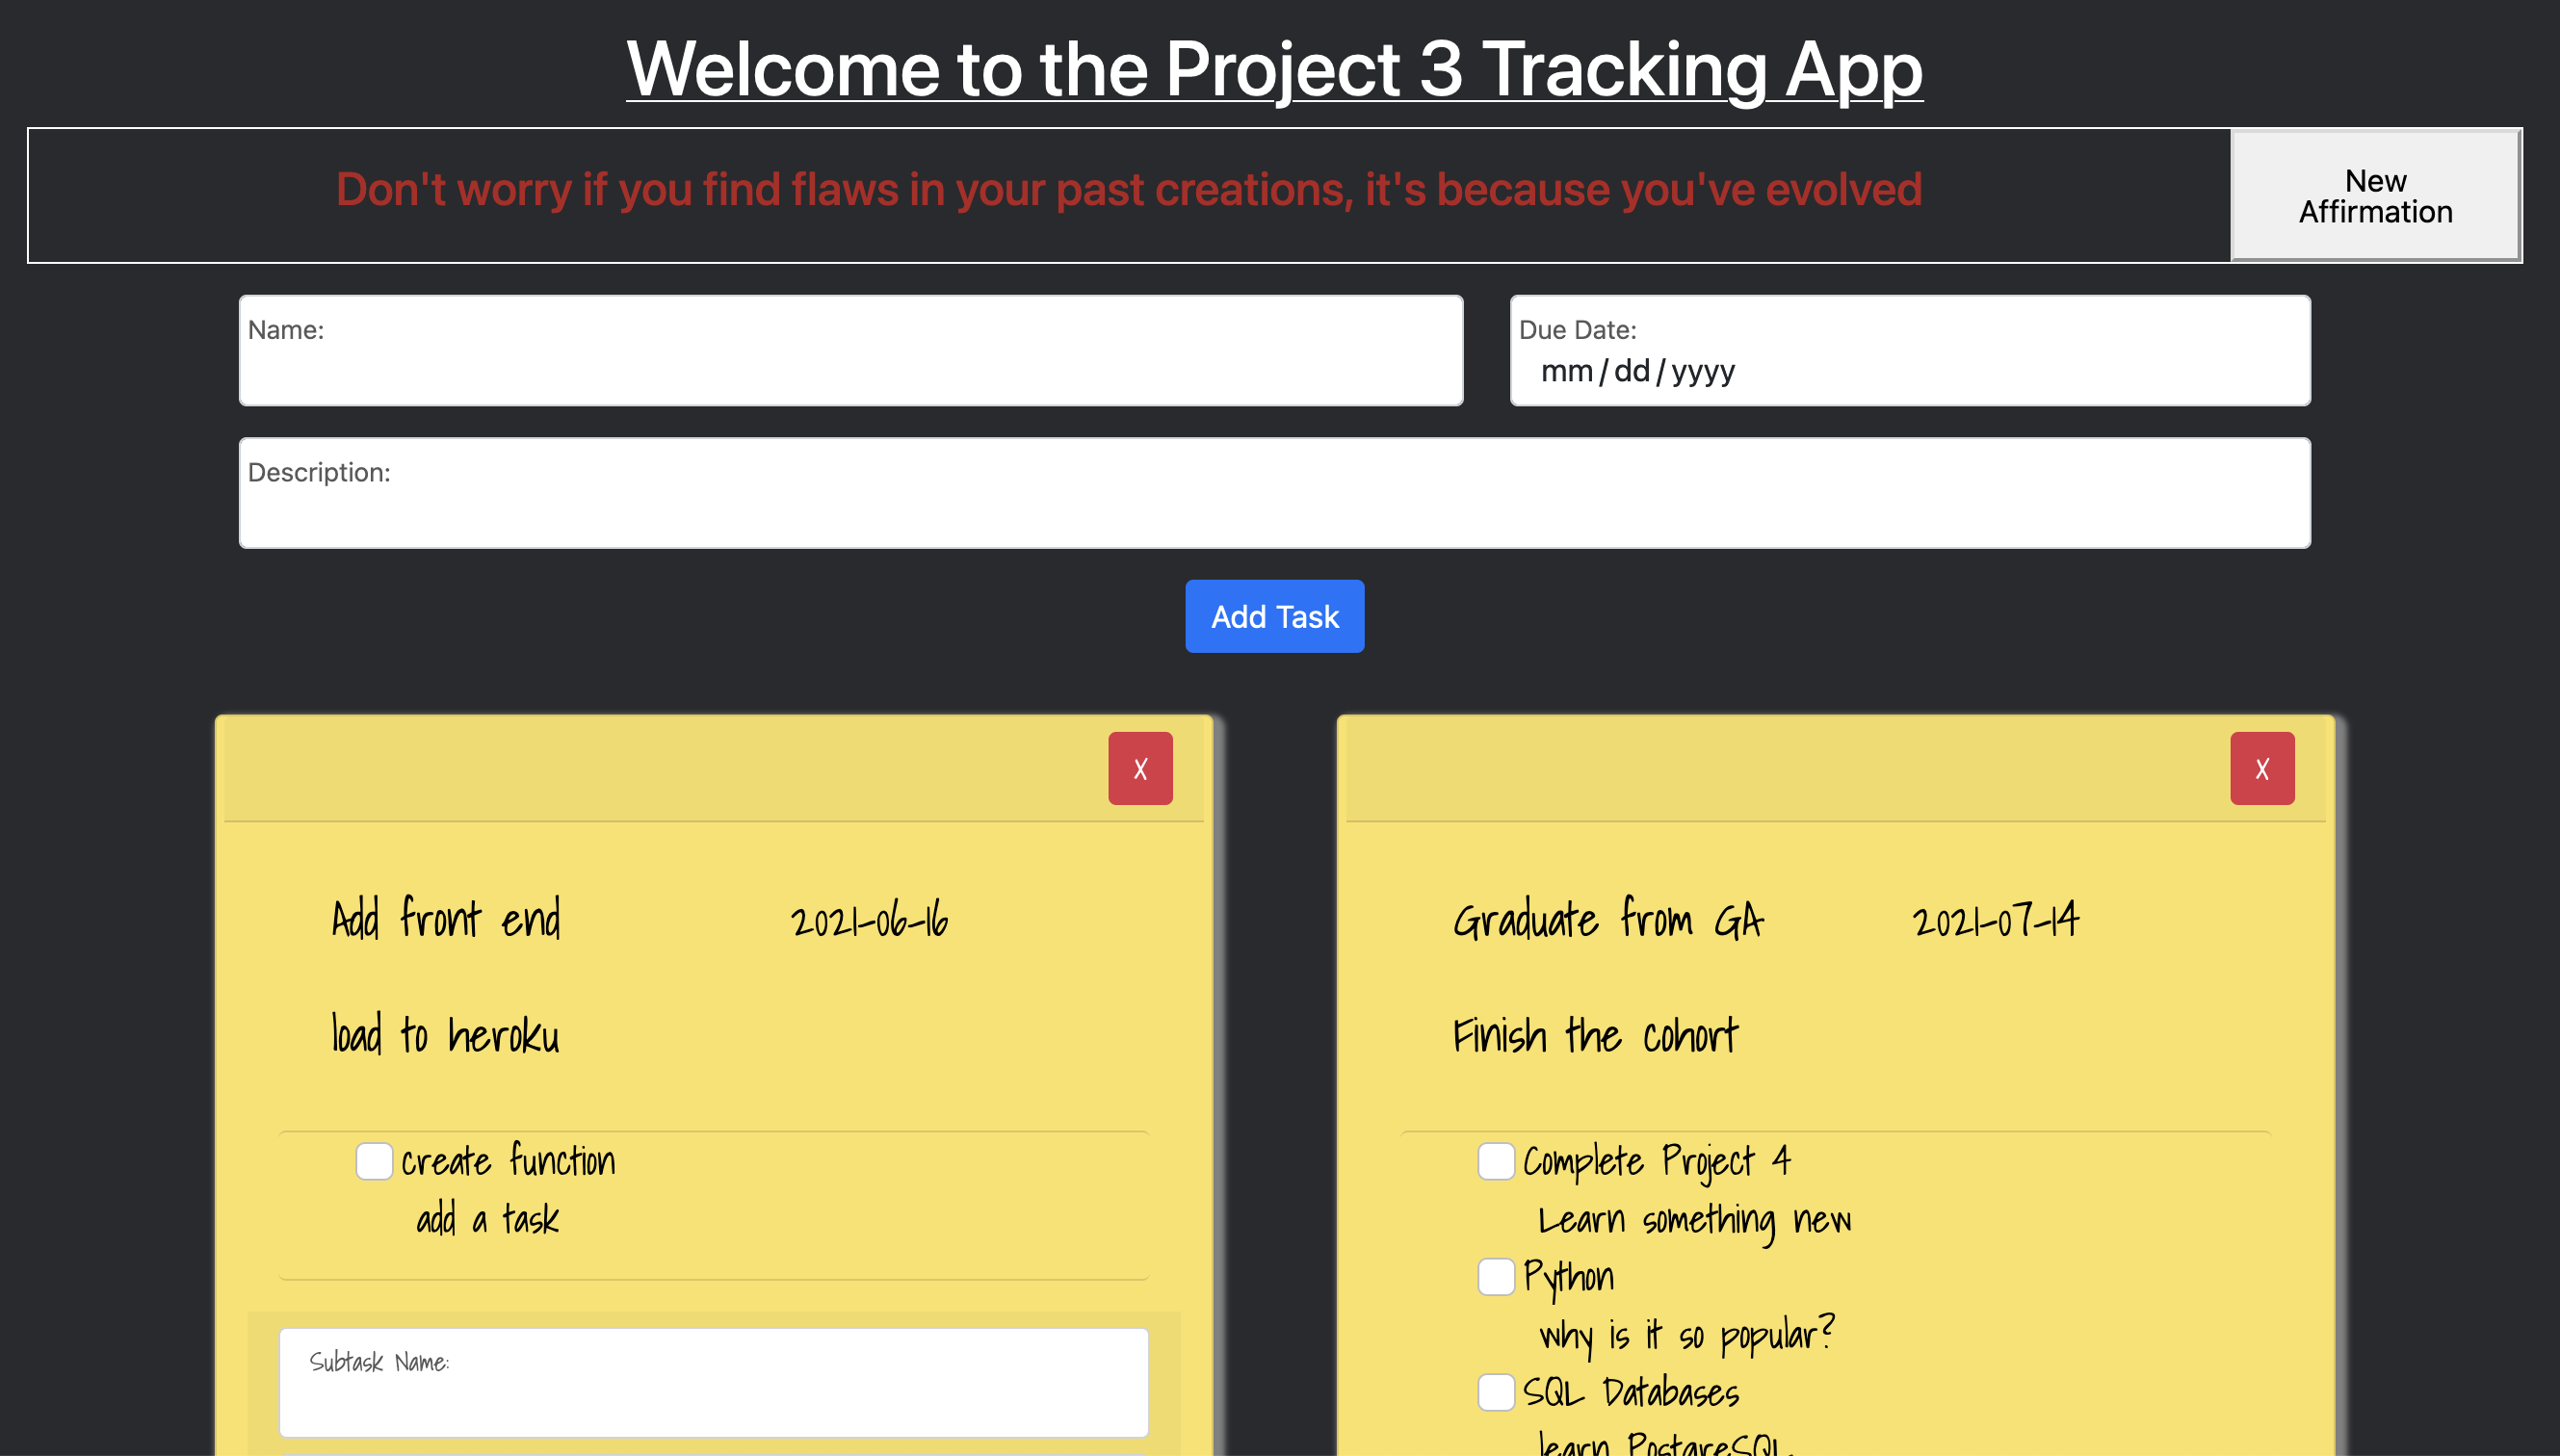 Welcome to the Project 3 Tracking App
Don't worry if you find flaws in your past creations, it's because you've evolved
New
Affirmation
Name:
Due Date:
mm/dd/yyyy
Description:
Add Task
X
Add front end 2021-06-16
load to heroku
create function
add a task
Subtask Name:
X
Graduate from GA 2021-07-14
Finish the cohort
Complete Project 4
Learn something new
Python
why is it so popular?
SQL Databases
learn PostgreSQL